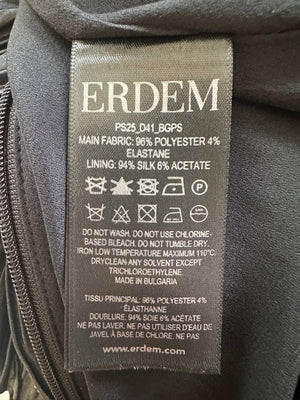 ERDEM
PS25_D41_BGPS
MAIN FABRIC: 96% POLYESTER 4%
ELASTANE
LINING: 94% SILK 6% ACETATE
P
DO NOT WASH. DO NOT USE CHLORINE-
BASED BLEACH. DO NOT TUMBLE DRY.
IRON LOW TEMPERATURE MAXIMUM 110°C.
DRYCLEAN ANY SOLVENT EXCEPT
TRICHLOROETHYLENE
MADE IN BULGARIA
TISSU PRINCIPAL: 96% POLYESTER 4%
ÉLASTHANNE
DOUBLURE: 94% SOIE 6% ACETATE
NE PAS LAVER. NE PAS UTILISER D'EAU DE
JAVEL À BASE DE CHLORE. NE PAS
www.erdem.com